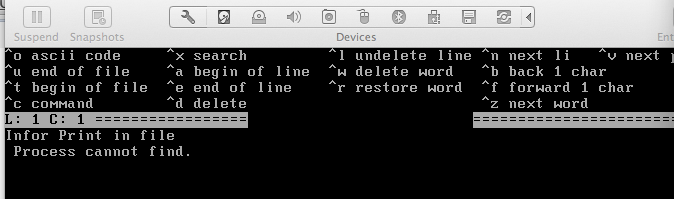 Suspend Snapshots Devices
^o ascii code ^x search ^l undelete line ^n next li ^v next
^u end of file ^a begin of line ^w delete word ^b back 1 char
^t begin of file ^e end of line ^r restore word ^f forward 1 char
^c command ^d delete ^z next word
L: 1 C: 1 ================= ========================
Infor Print in file
Process cannot find.